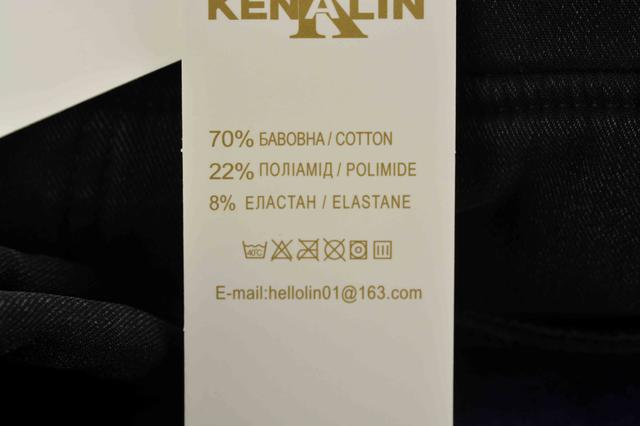 KENALIN
70% БАВОВНА / COTTON
22% ПОЛІАМІД / POLIMIDE
8% ЕЛАСТАН / ELASTANE
40°C
E-mail:hellolin01@163.com